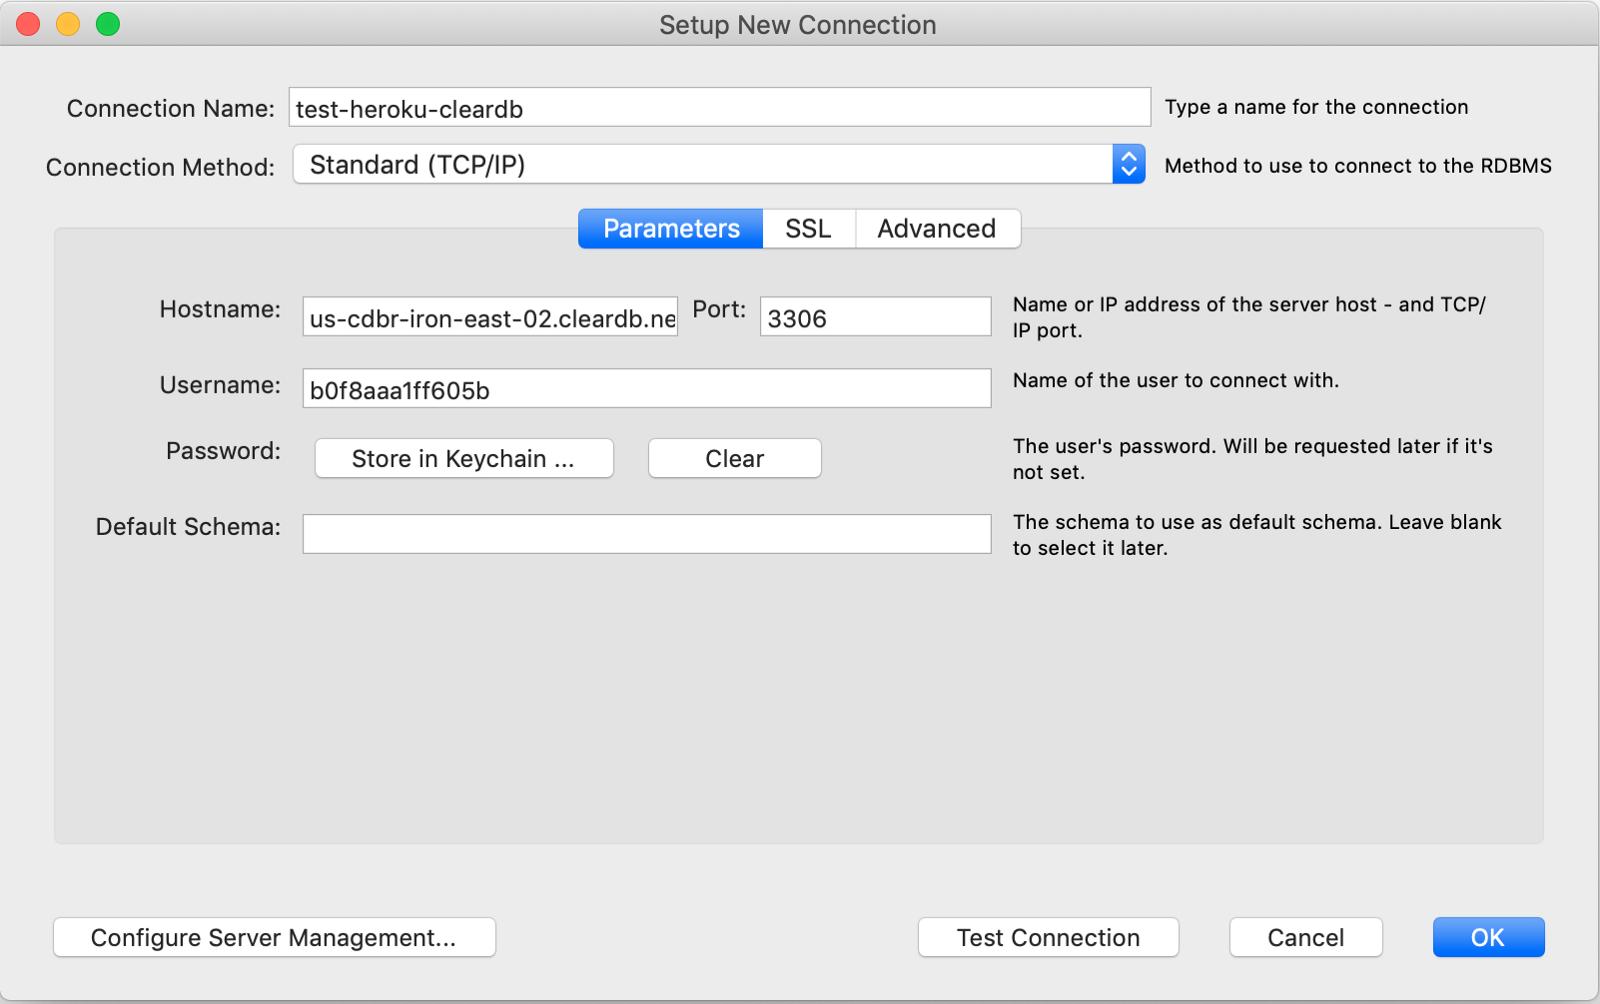 Setup New Connection
Connection Name: test-heroku-cleardb Type a name for the connection
Connection Method: Standard (TCP/IP) Method to use to connect to the RDBMS
Parameters SSL Advanced
Hostname: us-cdbr-iron-east-02.cleardb.ne Port: 3306 Name or IP address of the server host - and TCP/
IP port.
Username: b0f8aaa1ff605b Name of the user to connect with.
Password: Store in Keychain ... Clear The user's password. Will be requested later if it's
not set.
Default Schema: The schema to use as default schema. Leave blank
to select it later.
Configure Server Management... Test Connection Cancel OK